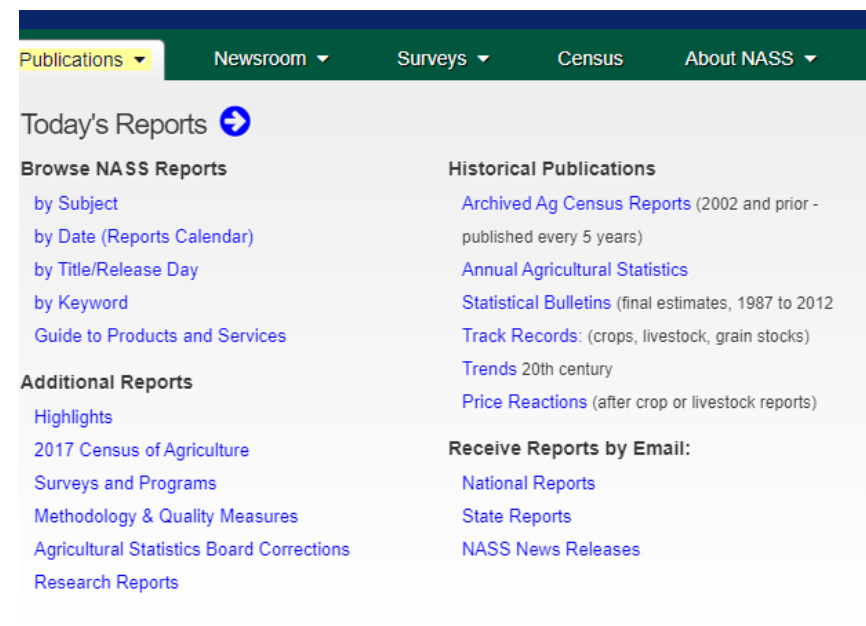 Publications Newsroom Surveys Census About NASS
Today's Reports
Browse NASS Reports
by Subject
by Date (Reports Calendar)
by Title/Release Day
by Keyword
Guide to Products and Services
Additional Reports
Highlights
2017 Census of Agriculture
Surveys and Programs
Methodology & Quality Measures
Agricultural Statistics Board Corrections
Research Reports
Historical Publications
Archived Ag Census Reports (2002 and prior -
published every 5 years)
Annual Agricultural Statistics
Statistical Bulletins (final estimates, 1987 to 2012
Track Records: (crops, livestock, grain stocks)
Trends 20th century
Price Reactions (after crop or livestock reports)
Receive Reports by Email:
National Reports
State Reports
NASS News Releases